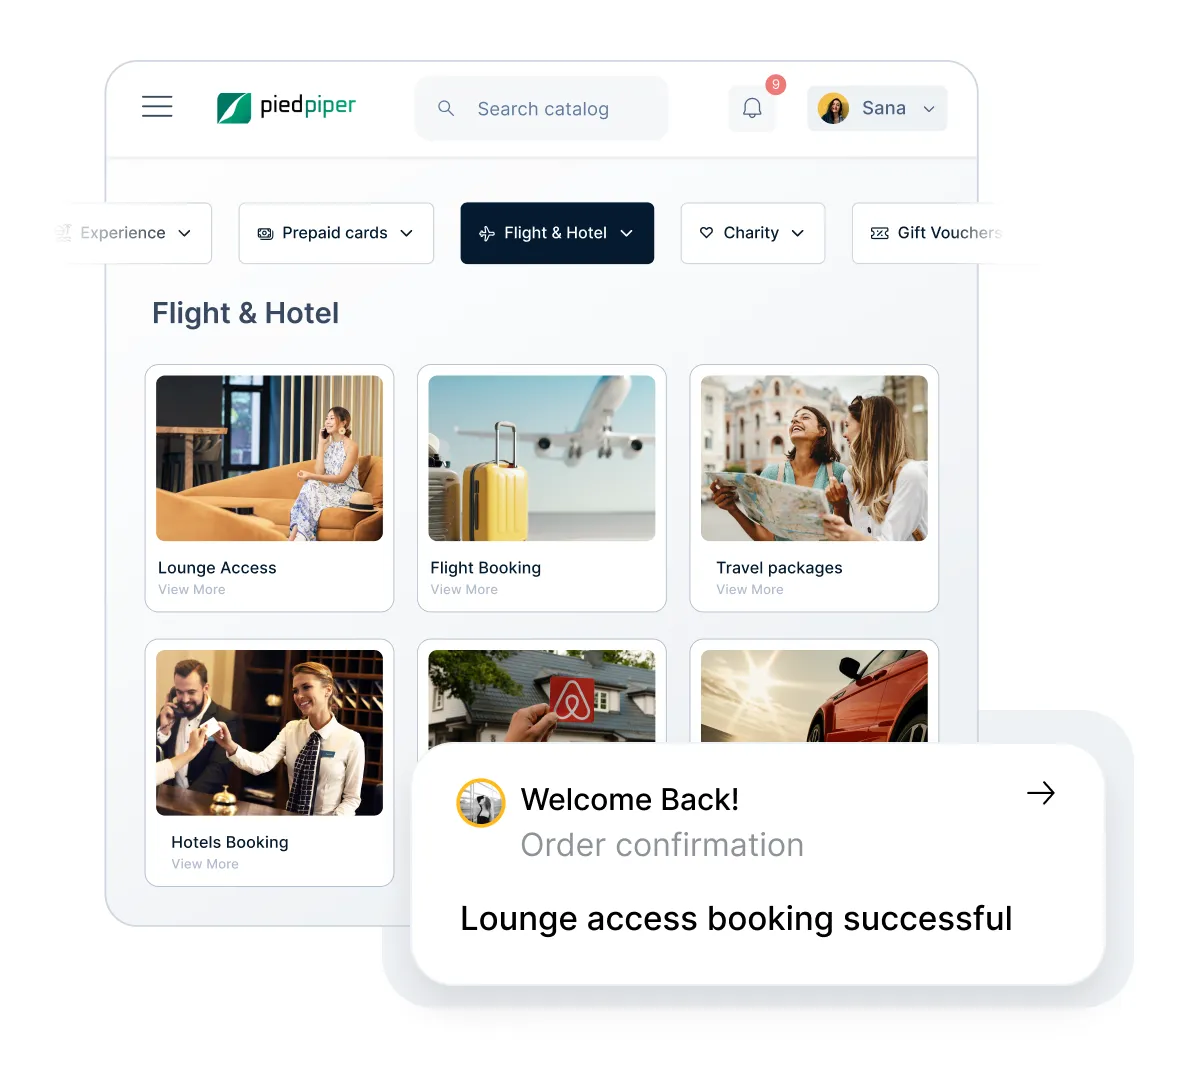 piedpiper
Search catalog
9
Sana
Experience
Prepaid cards
Flight & Hotel
Charity
Gift Vouchers
Flight & Hotel
Lounge Access
View More
Flight Booking
View More
Travel packages
View More
Hotels Booking
View More
Welcome Back!
Order confirmation
Lounge access booking successful